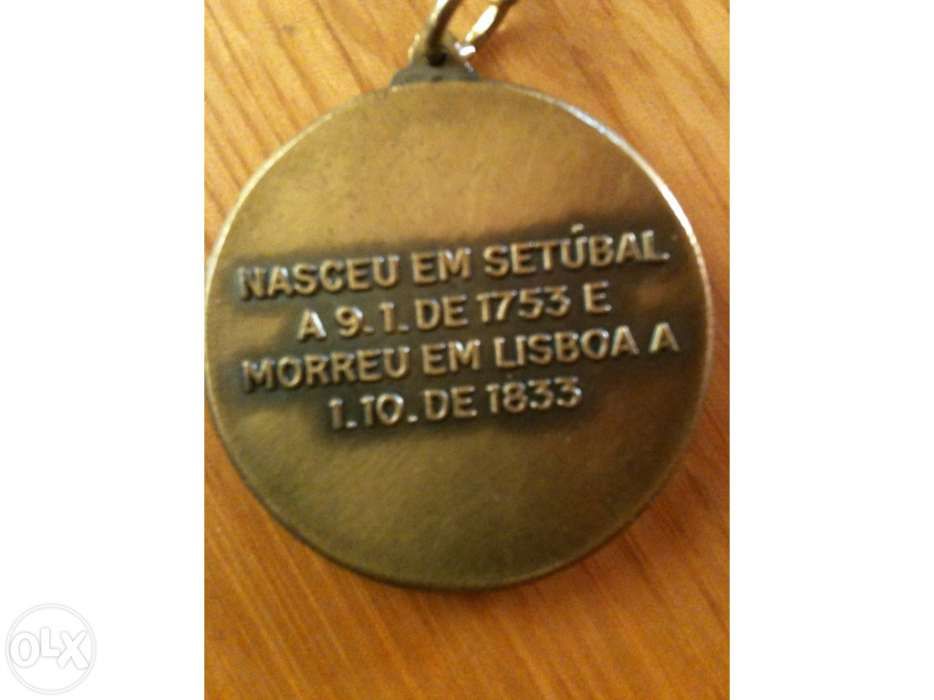 NASCEU EM SETÚBAL
A 9.1.DE 1753 E
MORREU EM LISBOA A
1.10.DE 1833
OLX